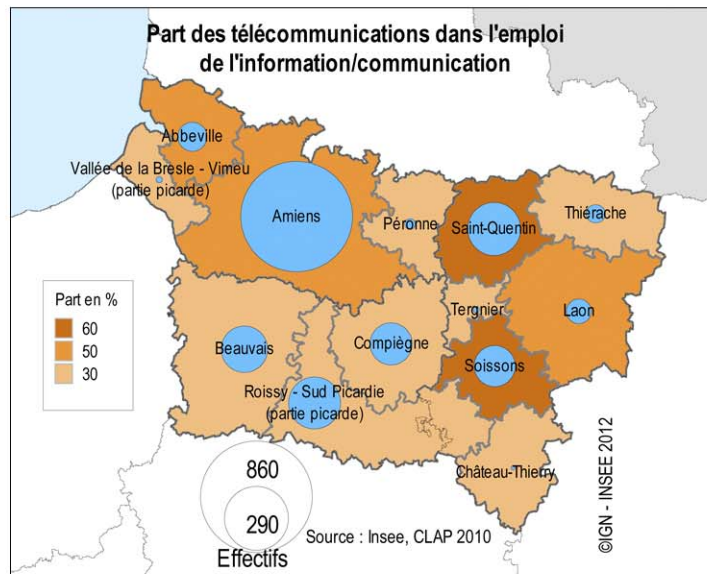 Part des télécommunications dans l'emploi
de l'information/communication
Abbeville
Vallée de la Bresle - Vimeu
(partie picarde)
Amiens
Péronne
Saint-Quentin
Thiérache
Part en %
60
50
30
Beauvais
Compiègne
Tergnier
Laon
Soissons
Roissy - Sud Picardie
(partie picarde)
Château-Thierry
860
290
Effectifs
Source : Insee, CLAP 2010
©IGN - INSEE 2012